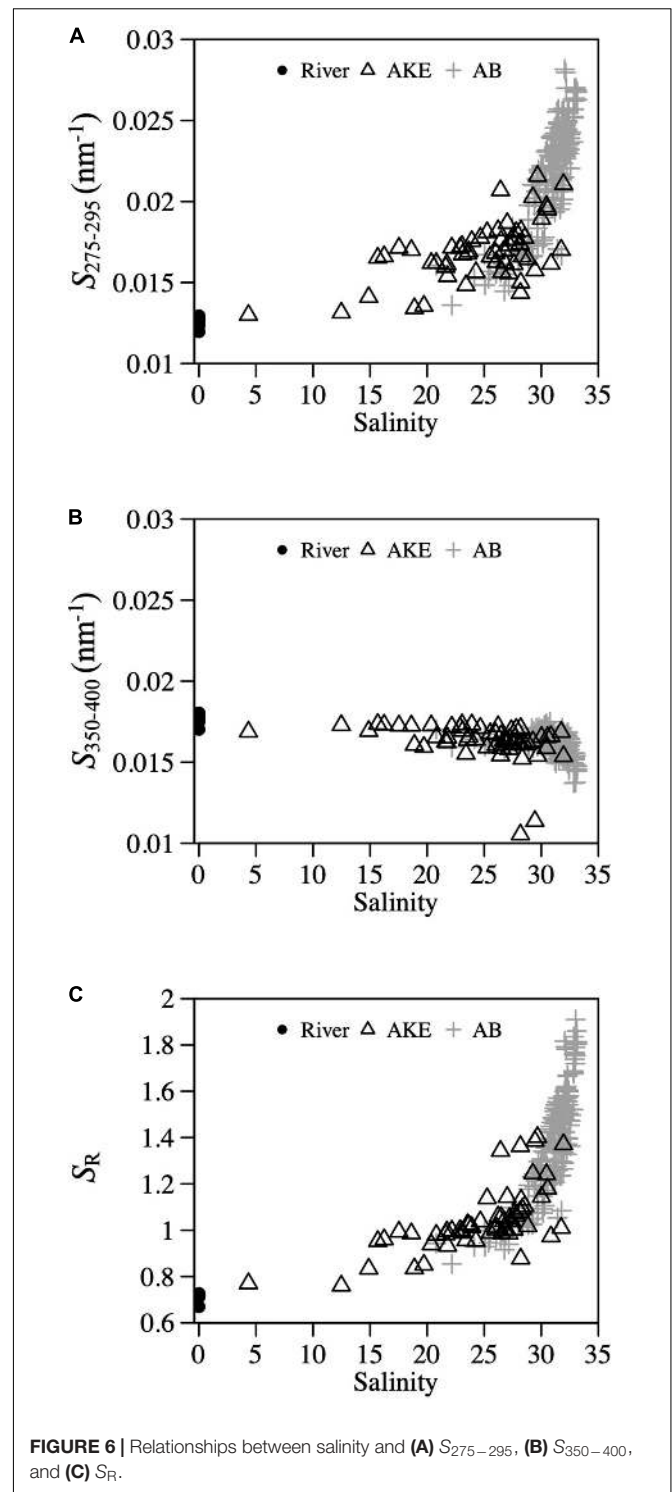 A
0.03
● River △ AKE + AB
0.025
0.02
0.015
0.01
S275-295 (nm-1)
0 5 10 15 20 25 30 35
Salinity
B
0.03
● River △ AKE + AB
0.025
0.02
0.015
0.01
S350-400 (nm-1)
0 5 10 15 20 25 30 35
Salinity
C
2
● River △ AKE + AB
1.8
1.6
1.4
1.2
1
0.8
0.6
SR
0 5 10 15 20 25 30 35
Salinity
FIGURE 6 | Relationships between salinity and (A) S275−295, (B) S350−400,
and (C) SR.